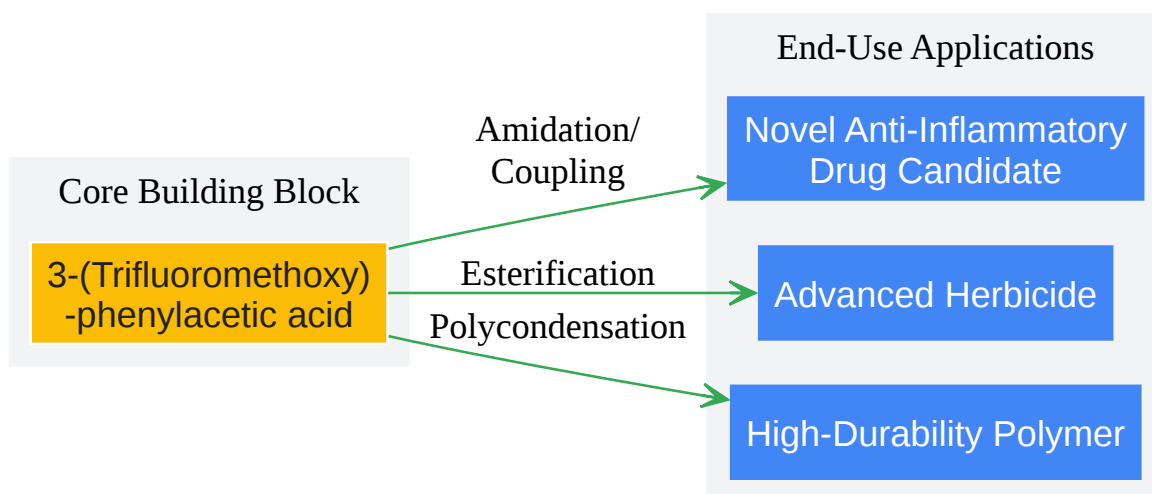 Core Building Block
3-(Trifluoromethoxy)
-phenylacetic acid
Amidation/
Coupling
Esterification
Polycondensation
End-Use Applications
Novel Anti-Inflammatory
Drug Candidate
Advanced Herbicide
High-Durability Polymer